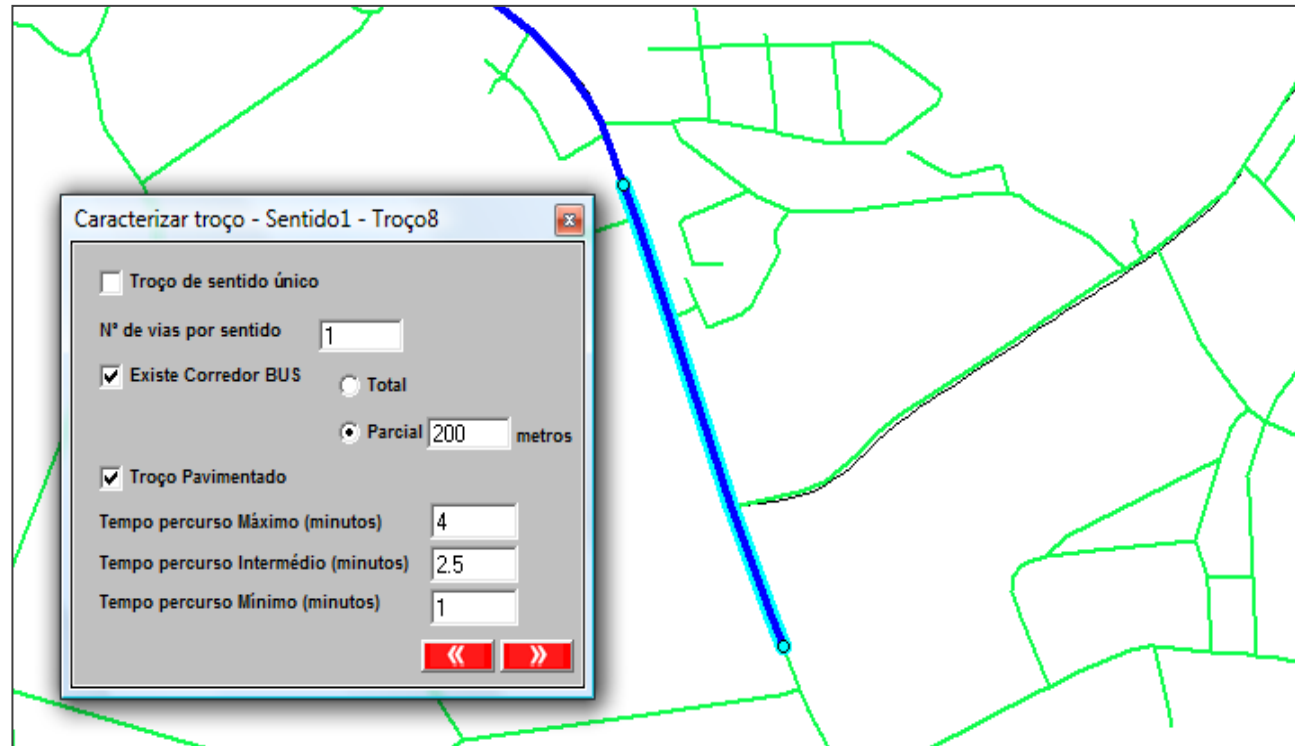 Caracterizar troço - Sentido1 - Troço8
Troço de sentido único
Nº de vias por sentido 1
Existe Corredor BUS
Total
Parcial 200 metros
Troço Pavimentado
Tempo percurso Máximo (minutos) 4
Tempo percurso Intermédio (minutos) 2.5
Tempo percurso Mínimo (minutos) 1